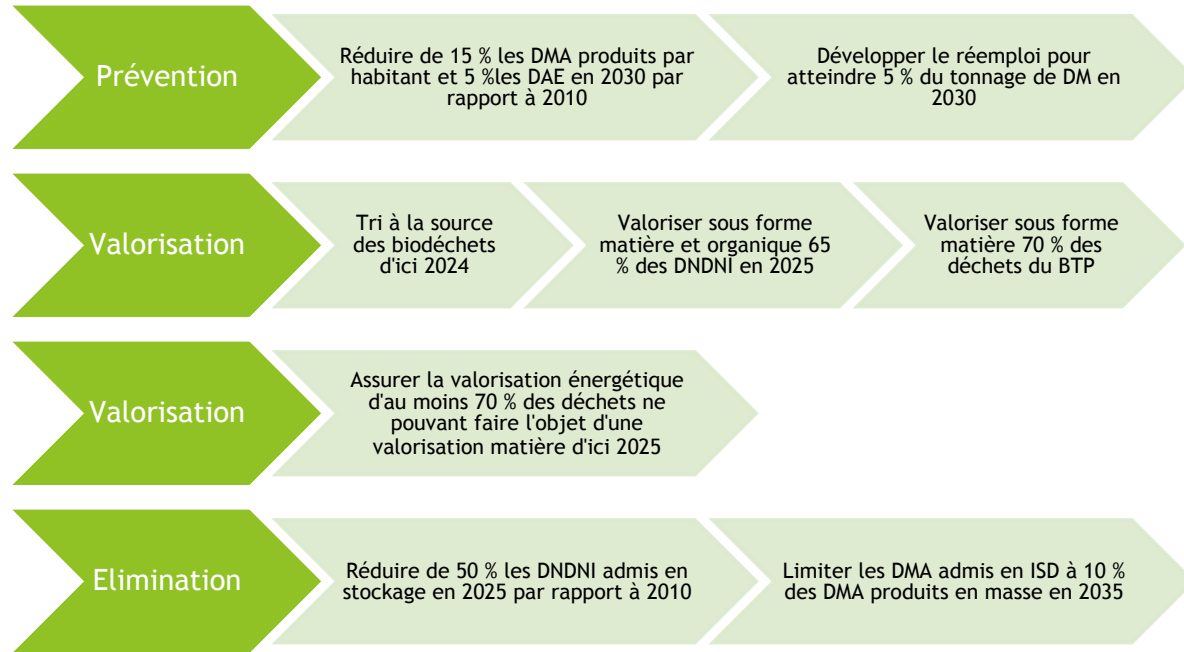 Prévention
Réduire de 15 % les DMA produits par
habitant et 5 %les DAE en 2030 par
rapport à 2010
Développer le réemploi pour
atteindre 5 % du tonnage de DM en
2030
Valorisation
Tri à la source
des biodéchets
d'ici 2024
Valoriser sous forme
matière et organique 65
% des DNDNI en 2025
Valoriser sous forme
matière 70 % des
déchets du BTP
Valorisation
Assurer la valorisation énergétique
d'au moins 70 % des déchets ne
pouvant faire l'objet d'une
valorisation matière d'ici 2025
Elimination
Réduire de 50 % les DNDNI admis en
stockage en 2025 par rapport à 2010
Limiter les DMA admis en ISD à 10 %
des DMA produits en masse en 2035